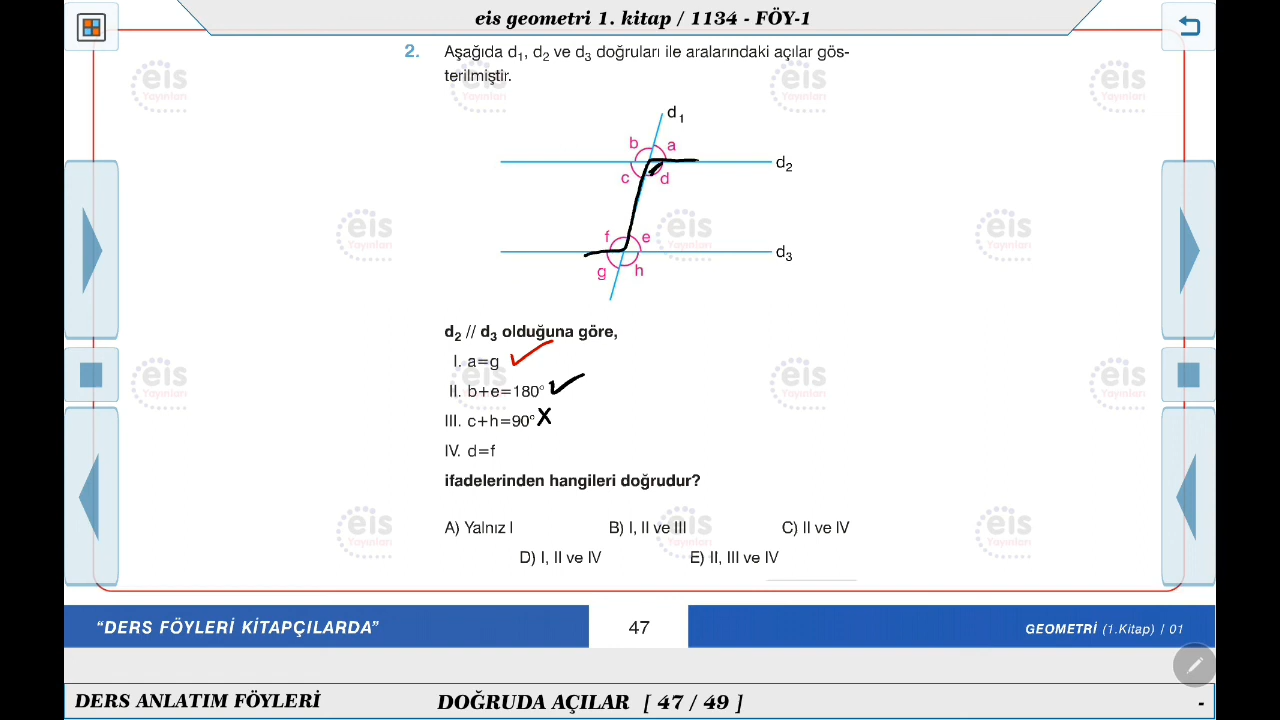 eis geometri 1. kitap / 1134 - FÖY-1
2. Aşağıda d1, d2 ve d3 doğruları ile aralarındaki açılar gös-
terilmiştir.
d1
b a
d2
c d
f e
d3
g h
d2 // d3 olduğuna göre,
I. a=g
II. b+e=180°
III. c+h=90° X
IV. d=f
ifadelerinden hangileri doğrudur?
A) Yalnız I B) I, II ve III C) II ve IV
D) I, II ve IV E) II, III ve IV
"DERS FÖYLERİ KİTAPÇILARDA" 47 GEOMETRİ (1.Kitap) / 01
DERS ANLATIM FÖYLERİ DOĞRUDA AÇILAR [ 47 / 49 ] -
eis Yayınları